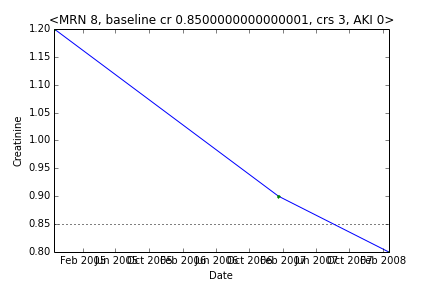 <MRN 8, baseline cr 0.8500000000000001, crs 3, AKI 0>
1.20
1.15
1.10
1.05
1.00
0.95
0.90
0.85
0.80
Creatinine
Feb 2005 Jun 2005 Oct 2005 Feb 2006 Jun 2006 Oct 2006 Feb 2007 Jun 2007 Oct 2007 Feb 2008
Date